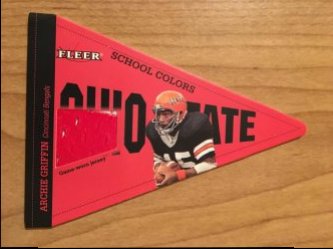 FLEER
SCHOOL COLORS
OHIO STATE
Game-worn jersey
ARCHIE GRIFFIN Cincinnati Bengals